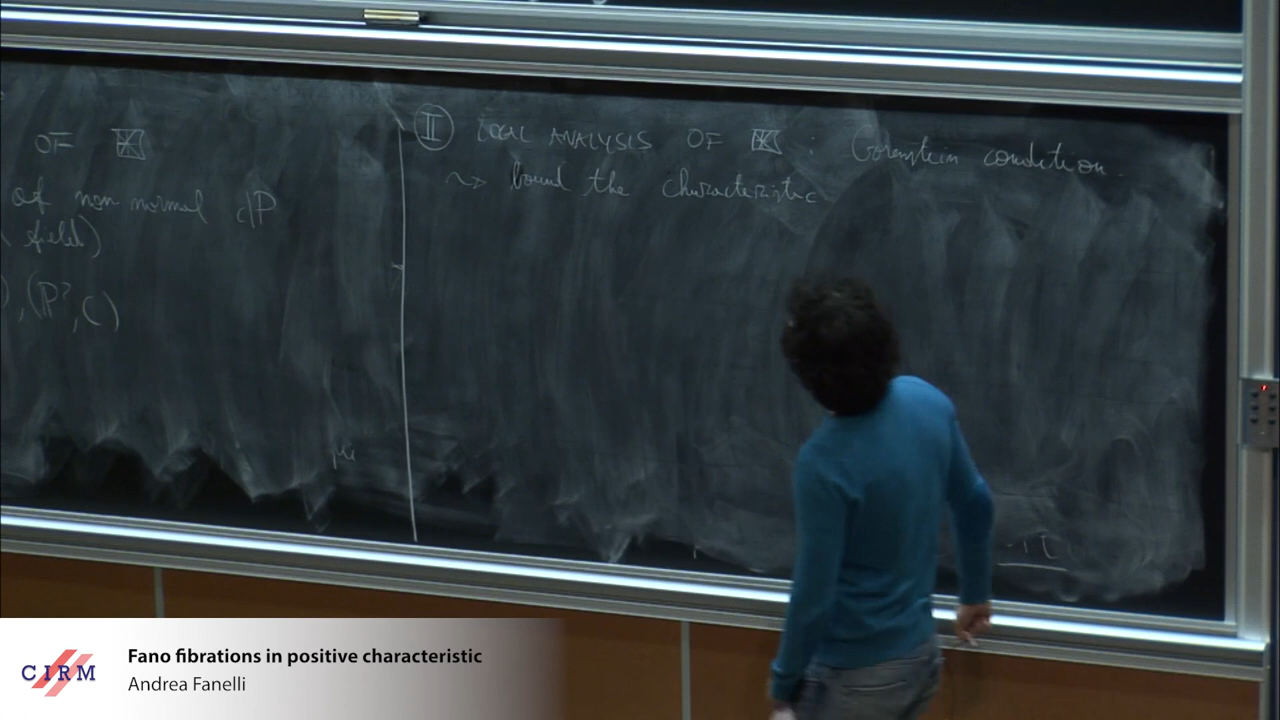 OF
of non normal dP
field)
), (P², C)
II LOCAL ANALYSIS OF : Gorenstein condition.
⇝ bound the characteristic
CIRM
Fano fibrations in positive characteristic
Andrea Fanelli